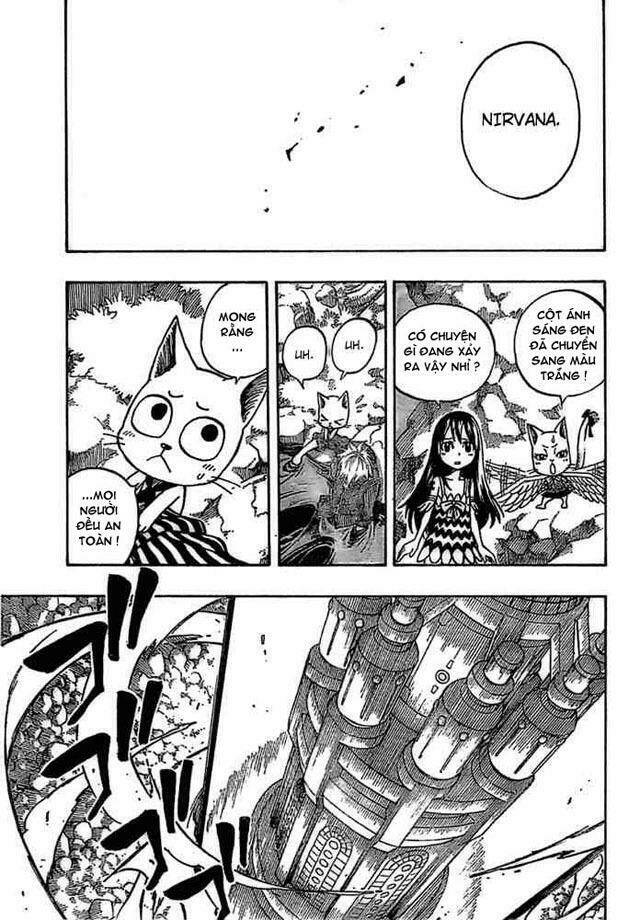 NIRVANA.
CỘT ÁNH
SÁNG ĐEN
ĐÃ CHUYỂN
SANG MÀU
TRẮNG !
CÓ CHUYỆN
GÌ ĐANG XẢY
RA VẬY NHỈ ?
UH.
UH.
MONG
RẰNG
...
...MỌI
NGƯỜI
ĐỀU AN
TOÀN !